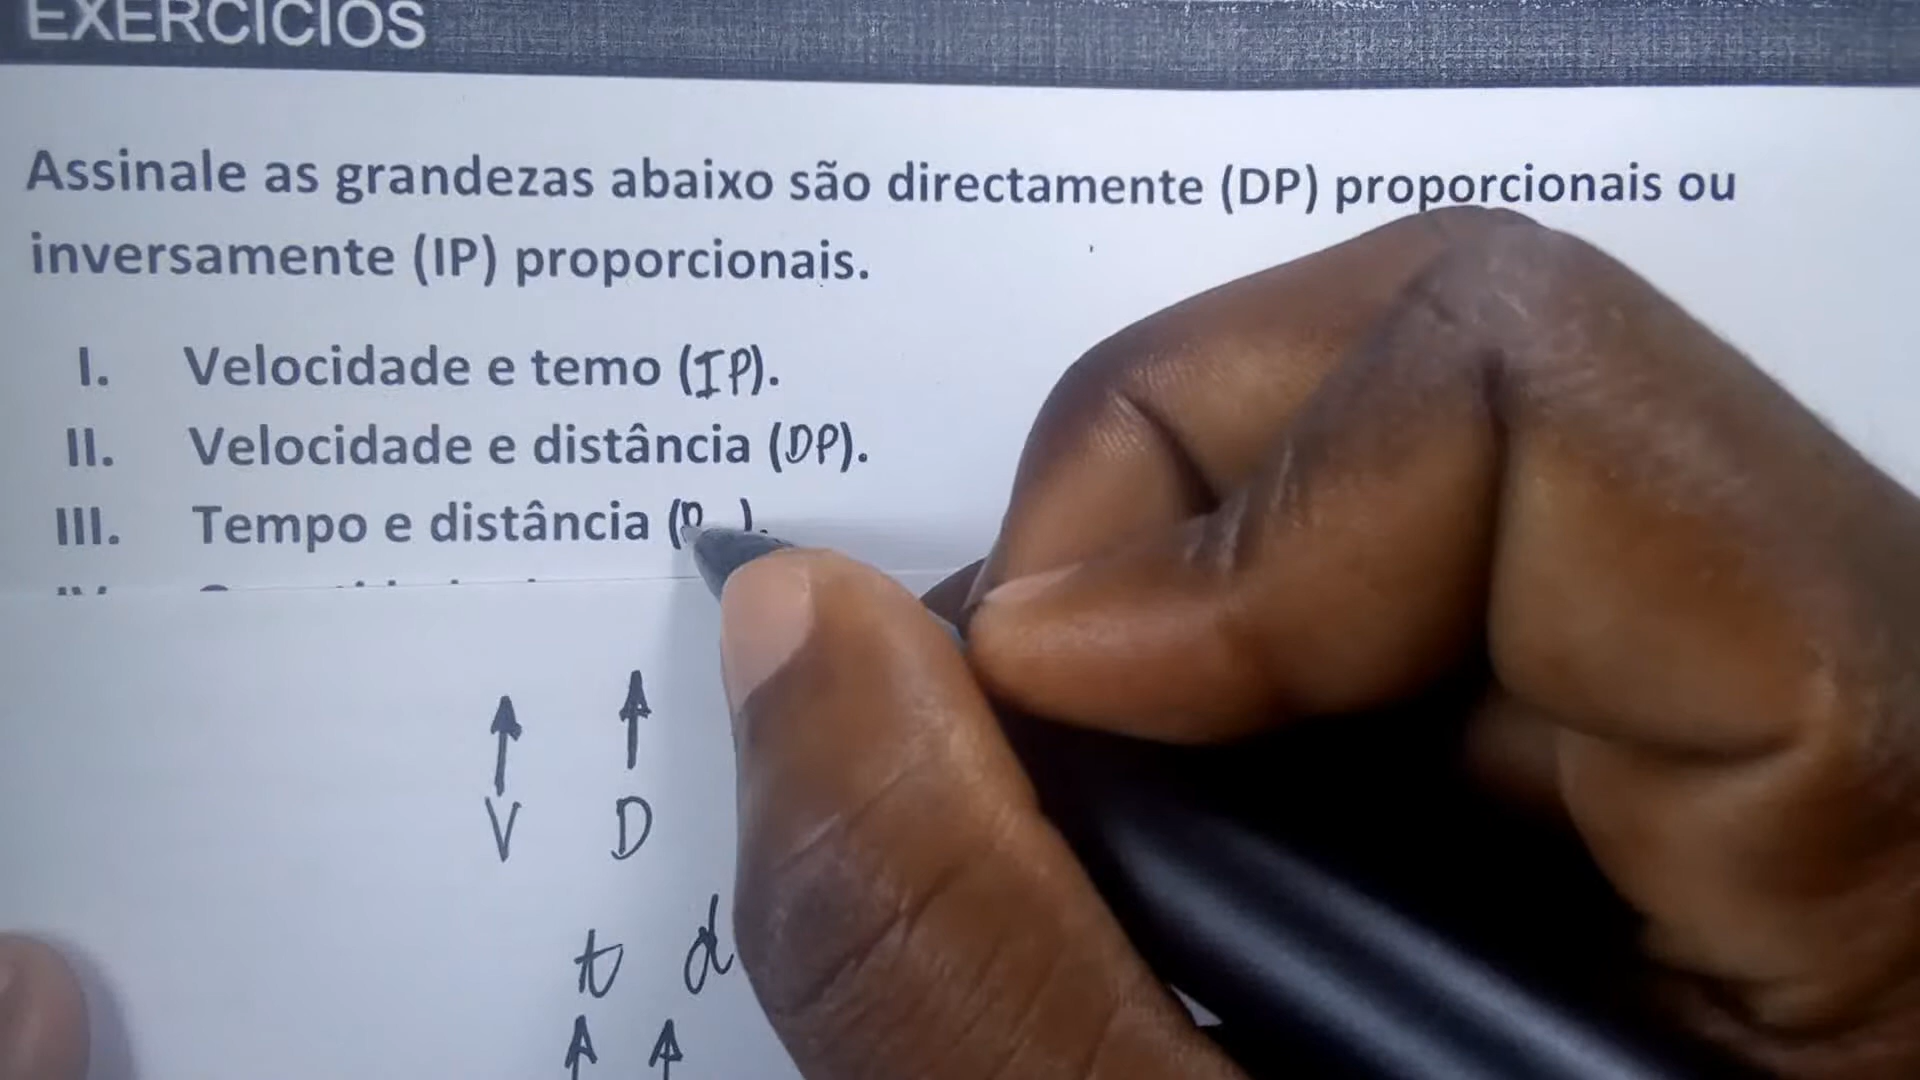 EXERCÍCIOS
Assinale as grandezas abaixo são directamente (DP) proporcionais ou
inversamente (IP) proporcionais.
I. Velocidade e temo (IP).
II. Velocidade e distância (DP).
III. Tempo e distância (D ).
V D
t d